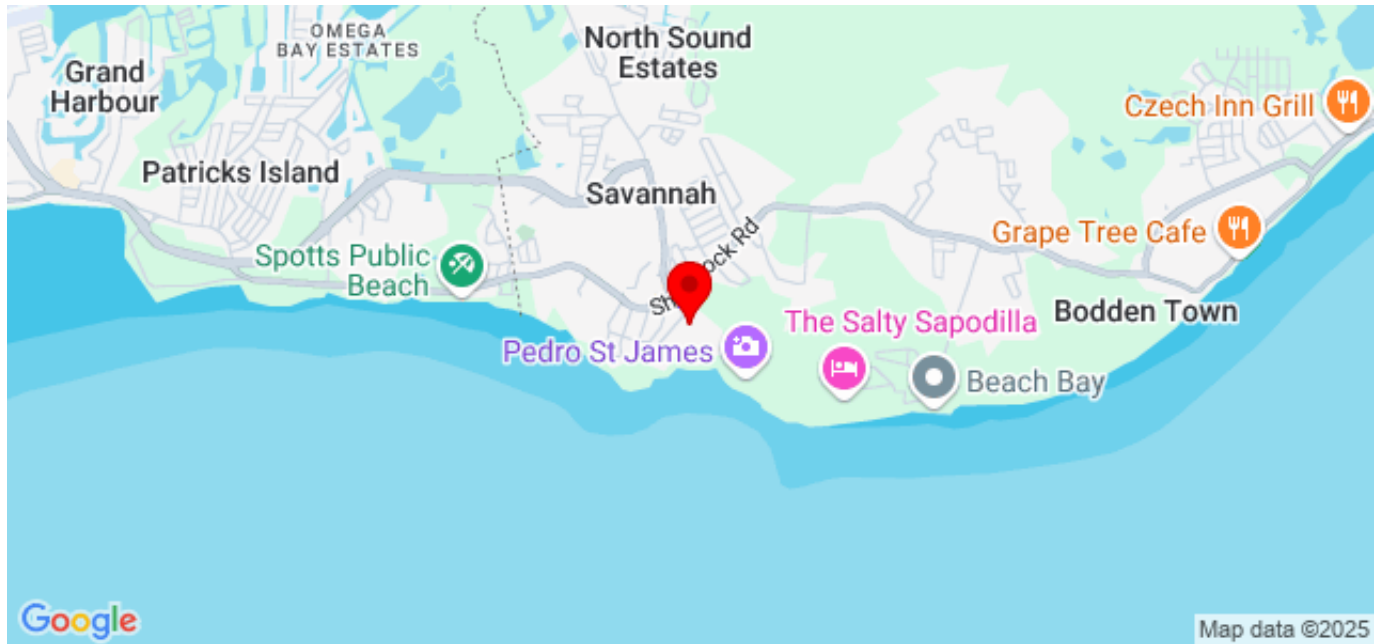 OMEGA
BAY ESTATES
North Sound
Estates
Grand
Harbour
Czech Inn Grill
Patricks Island
Savannah
Grape Tree Cafe
Spotts Public
Beach
Bodden Town
The Salty Sapodilla
Pedro St James
Beach Bay
Google
Map data ©2025